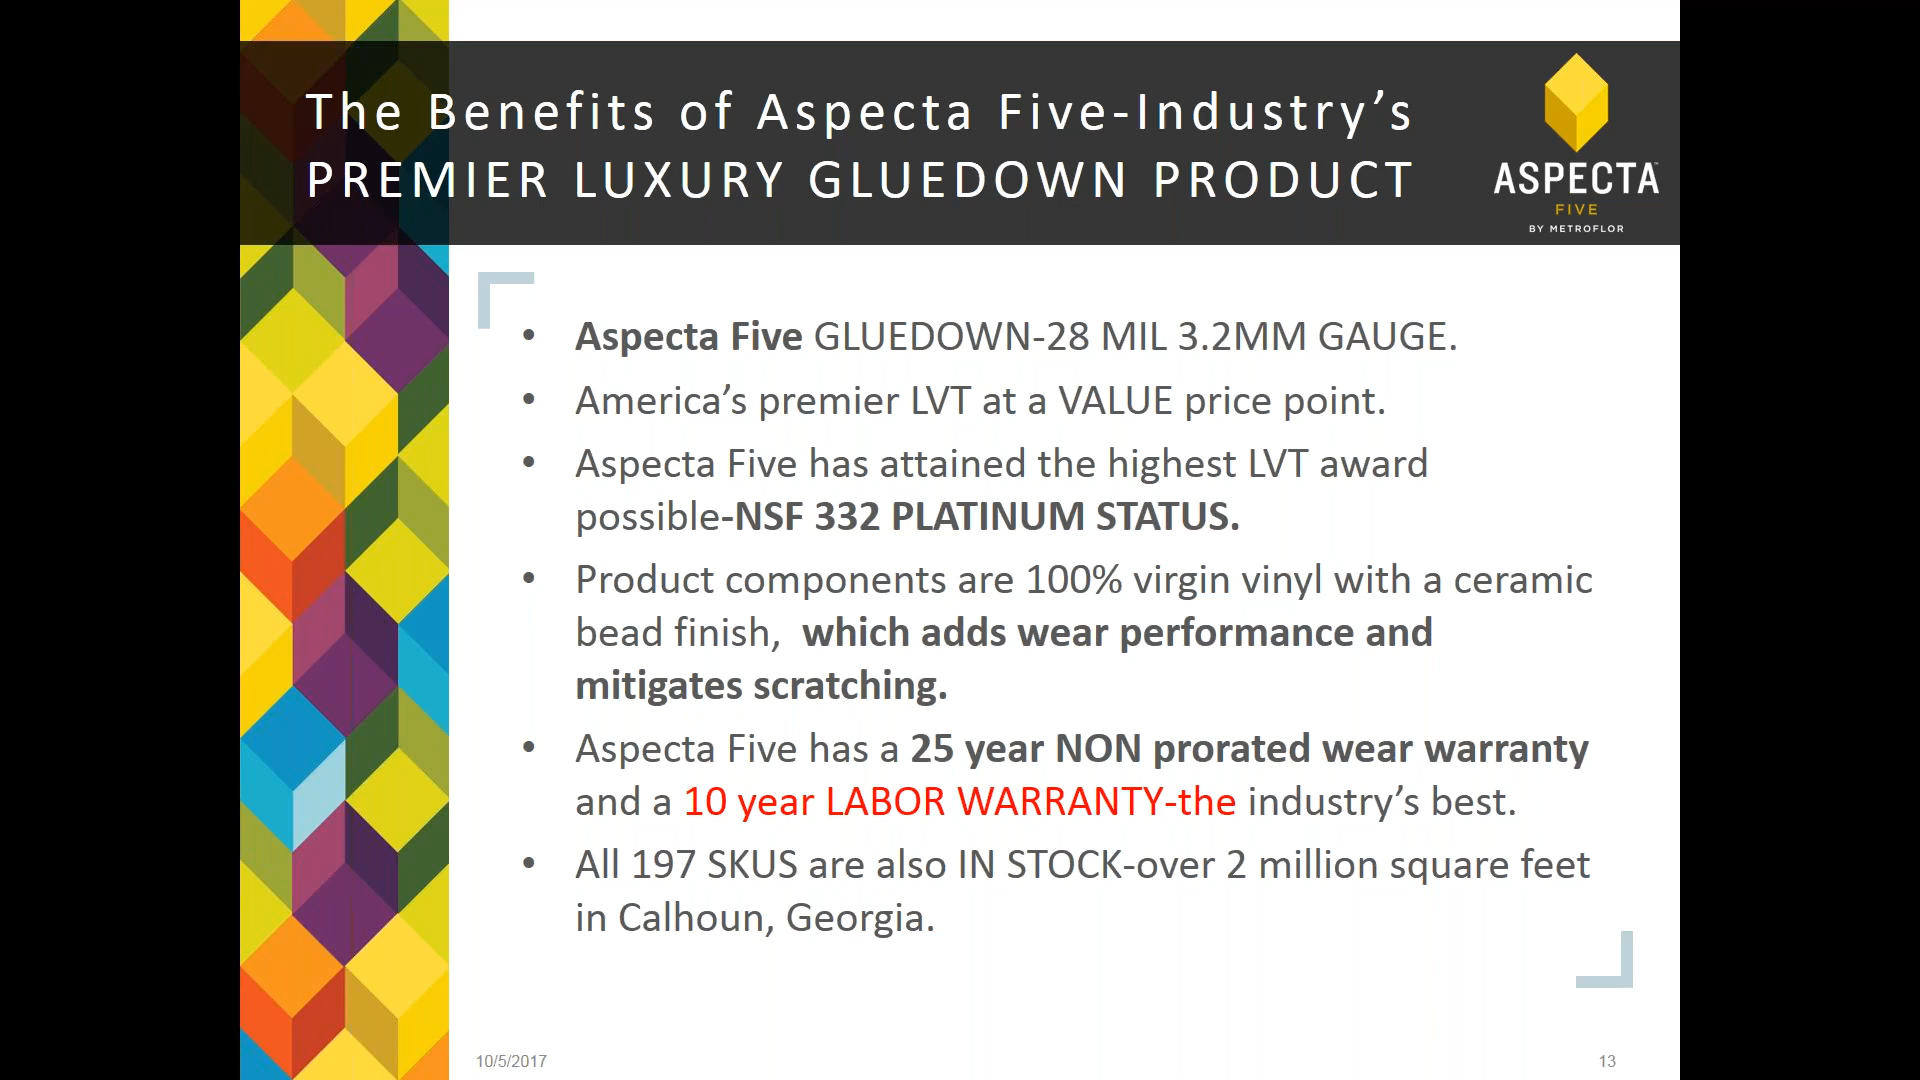 The Benefits of Aspecta Five-Industry’s
PREMIER LUXURY GLUEDOWN PRODUCT
ASPECTA™
FIVE
BY METROFLOR
• Aspecta Five GLUEDOWN-28 MIL 3.2MM GAUGE.
• America’s premier LVT at a VALUE price point.
• Aspecta Five has attained the highest LVT award
possible-NSF 332 PLATINUM STATUS.
• Product components are 100% virgin vinyl with a ceramic
bead finish,  which adds wear performance and
mitigates scratching.
• Aspecta Five has a 25 year NON prorated wear warranty
and a 10 year LABOR WARRANTY-the industry’s best.
• All 197 SKUS are also IN STOCK-over 2 million square feet
in Calhoun, Georgia.
10/5/2017
13